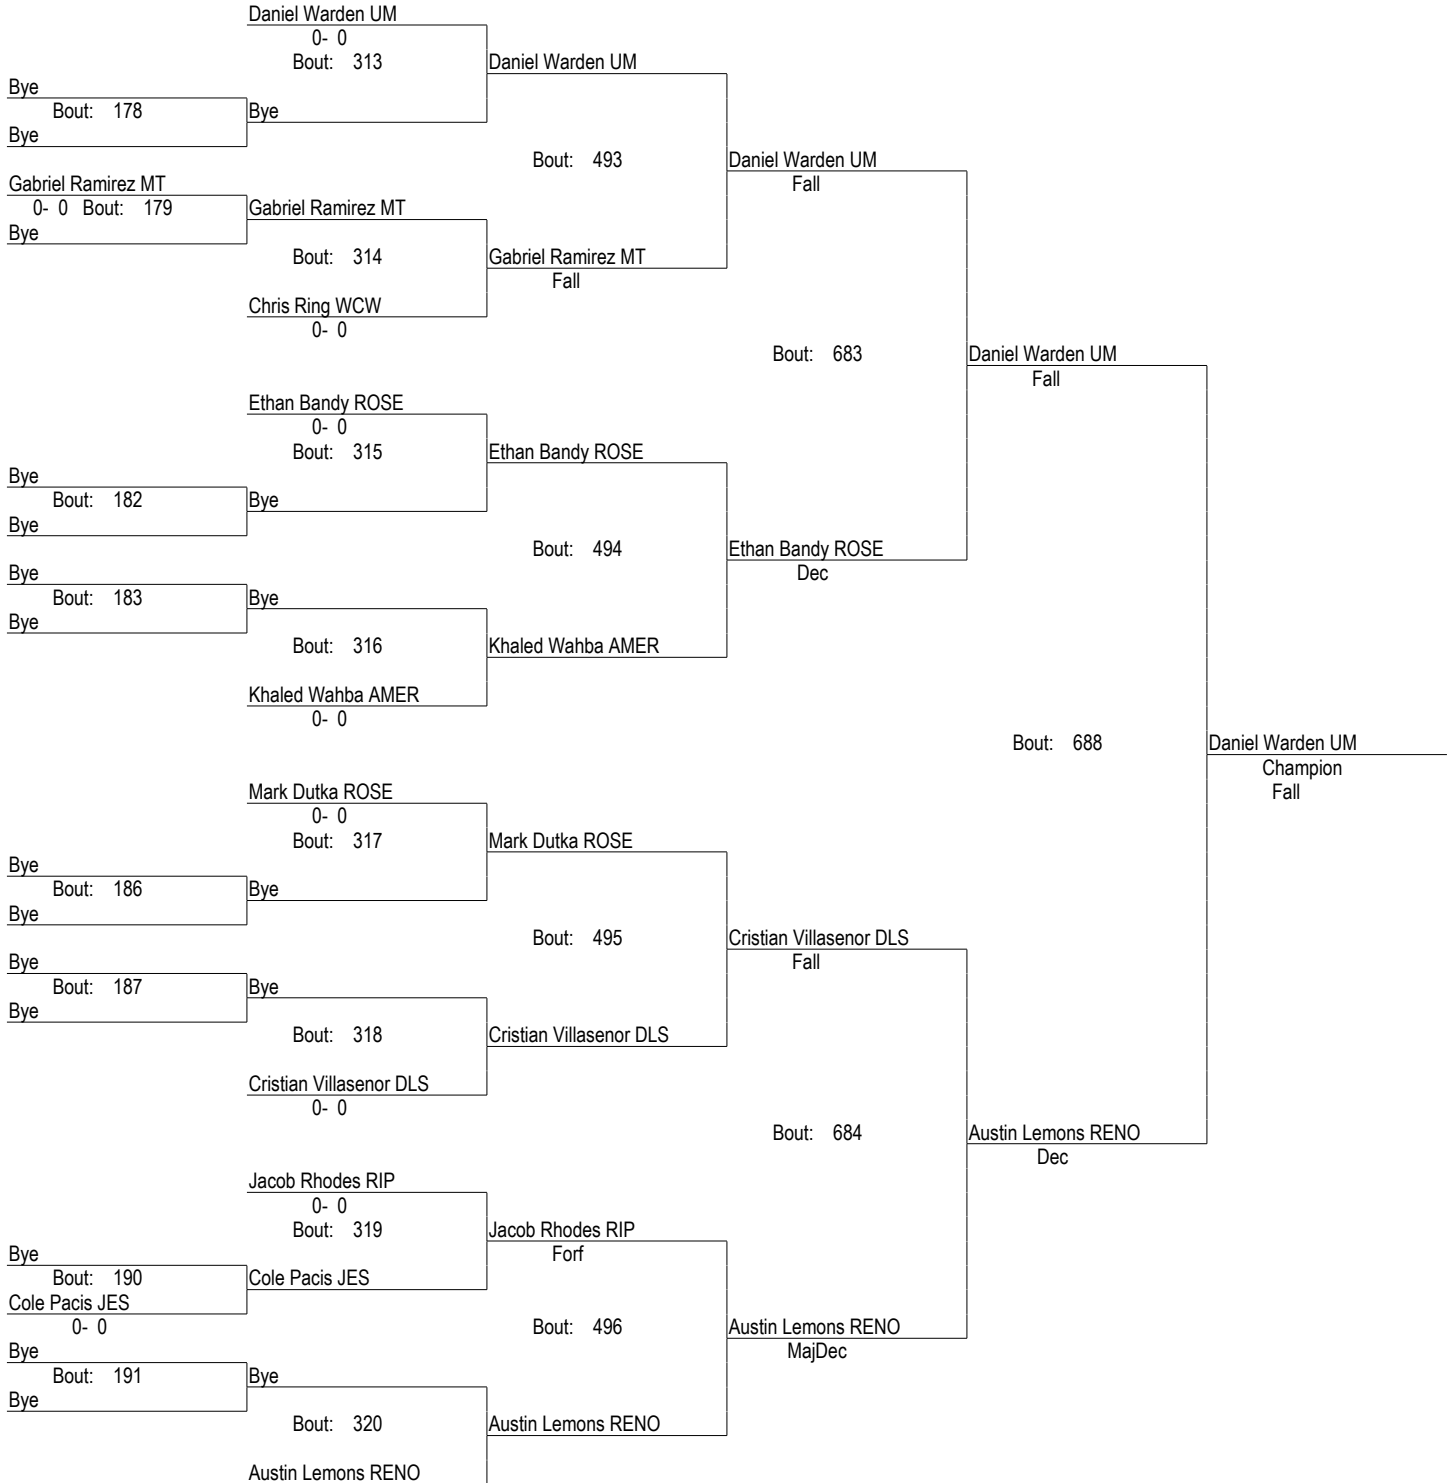 Daniel Warden UM
0- 0
Bout: 313 Daniel Warden UM
Bye
Bout: 178 Bye
Bye
Bout: 493 Daniel Warden UM
Gabriel Ramirez MT Fall
0- 0 Bout: 179 Gabriel Ramirez MT
Bye
Bout: 314 Gabriel Ramirez MT
Fall
Chris Ring WCW
0- 0
Bout: 683 Daniel Warden UM
Fall
Ethan Bandy ROSE
0- 0
Bout: 315 Ethan Bandy ROSE
Bye
Bout: 182 Bye
Bye
Bout: 494 Ethan Bandy ROSE
Bye Dec
Bout: 183 Bye
Bye
Bout: 316 Khaled Wahba AMER
Khaled Wahba AMER
0- 0
Bout: 688 Daniel Warden UM
Champion
Mark Dutka ROSE Fall
0- 0
Bout: 317 Mark Dutka ROSE
Bye
Bout: 186 Bye
Bye
Bout: 495 Cristian Villasenor DLS
Bye Fall
Bout: 187 Bye
Bye
Bout: 318 Cristian Villasenor DLS
Cristian Villasenor DLS
0- 0
Bout: 684 Austin Lemons RENO
Dec
Jacob Rhodes RIP
0- 0
Bout: 319 Jacob Rhodes RIP
Bye Forf
Bout: 190 Cole Pacis JES
Cole Pacis JES
0- 0 Bout: 496 Austin Lemons RENO
Bye MajDec
Bout: 191 Bye
Bye
Bout: 320 Austin Lemons RENO
Austin Lemons RENO